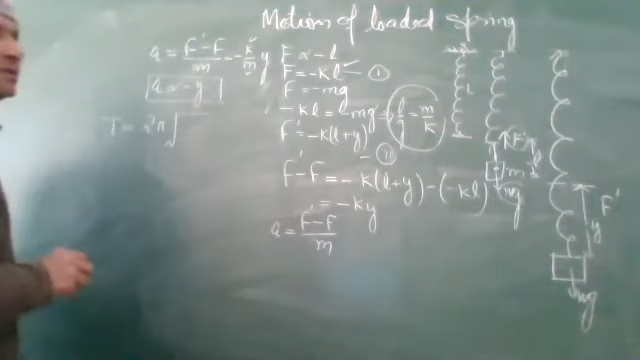 Motion of loaded spring
a = F'-F/m = -k/m y
a ∝ -y
T = 2π√
F ∝ -l
F = -kl — (1)
F = -mg
-kl = -mg ⇒ l/g = m/k
F' = -k(l+y)
— (11)
F'-F = -k(l+y)-(-kl)
= -ky
a = F'-F/m
L
F'
l
m
mg
F'
y
mg